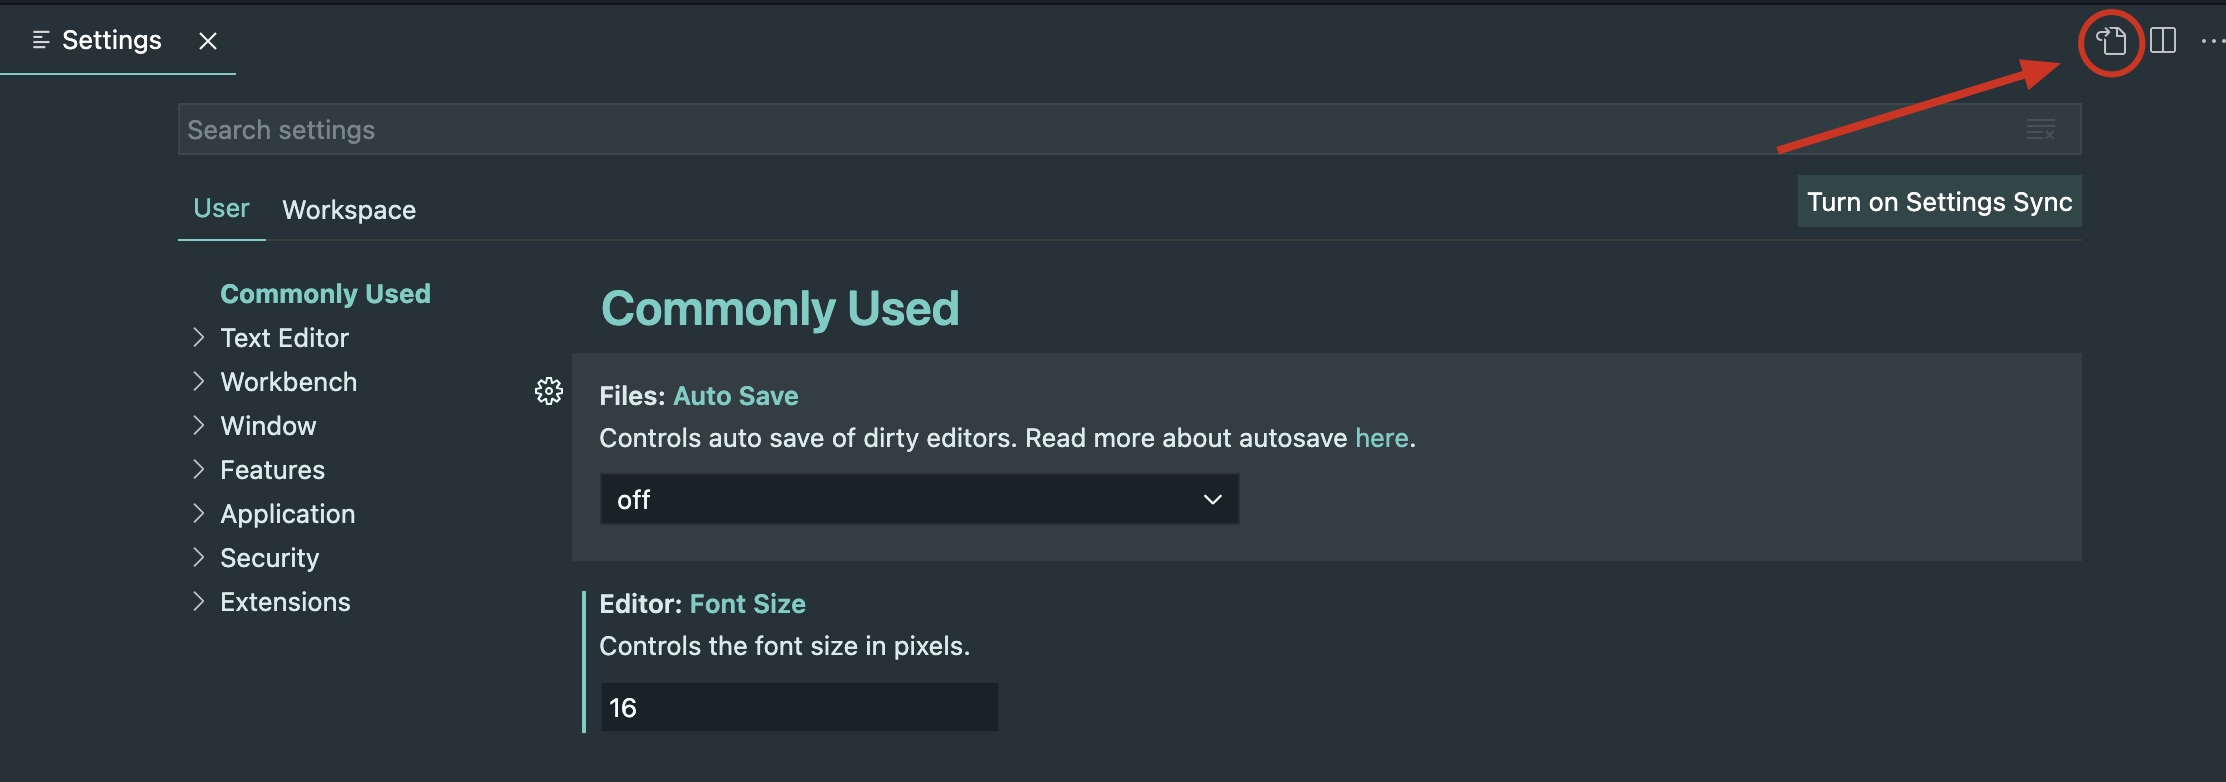 Settings
Search settings
User Workspace
Turn on Settings Sync
Commonly Used
Text Editor
Workbench
Window
Features
Application
Security
Extensions
Commonly Used
Files: Auto Save
Controls auto save of dirty editors. Read more about autosave here.
off
Editor: Font Size
Controls the font size in pixels.
16